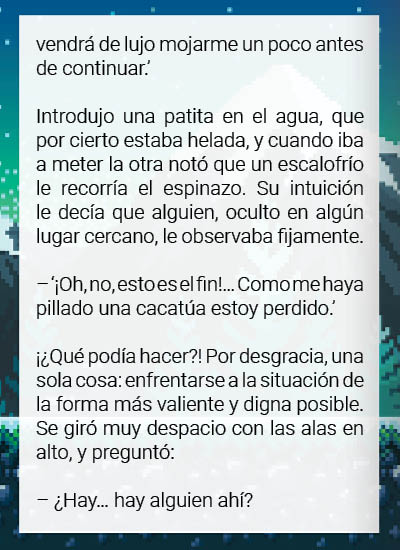 vendrá de lujo mojarme un poco antes
de continuar.’
Introdujo una patita en el agua, que
por cierto estaba helada, y cuando iba
a meter la otra notó que un escalofrío
le recorría el espinazo. Su intuición
le decía que alguien, oculto en algún
lugar cercano, le observaba fijamente.
– ‘¡Oh, no, esto es el fin!... Como me haya
pillado una cacatúa estoy perdido.’
¡¿Qué podía hacer?! Por desgracia, una
sola cosa: enfrentarse a la situación de
la forma más valiente y digna posible.
Se giró muy despacio con las alas en
alto, y preguntó:
– ¿Hay... hay alguien ahí?